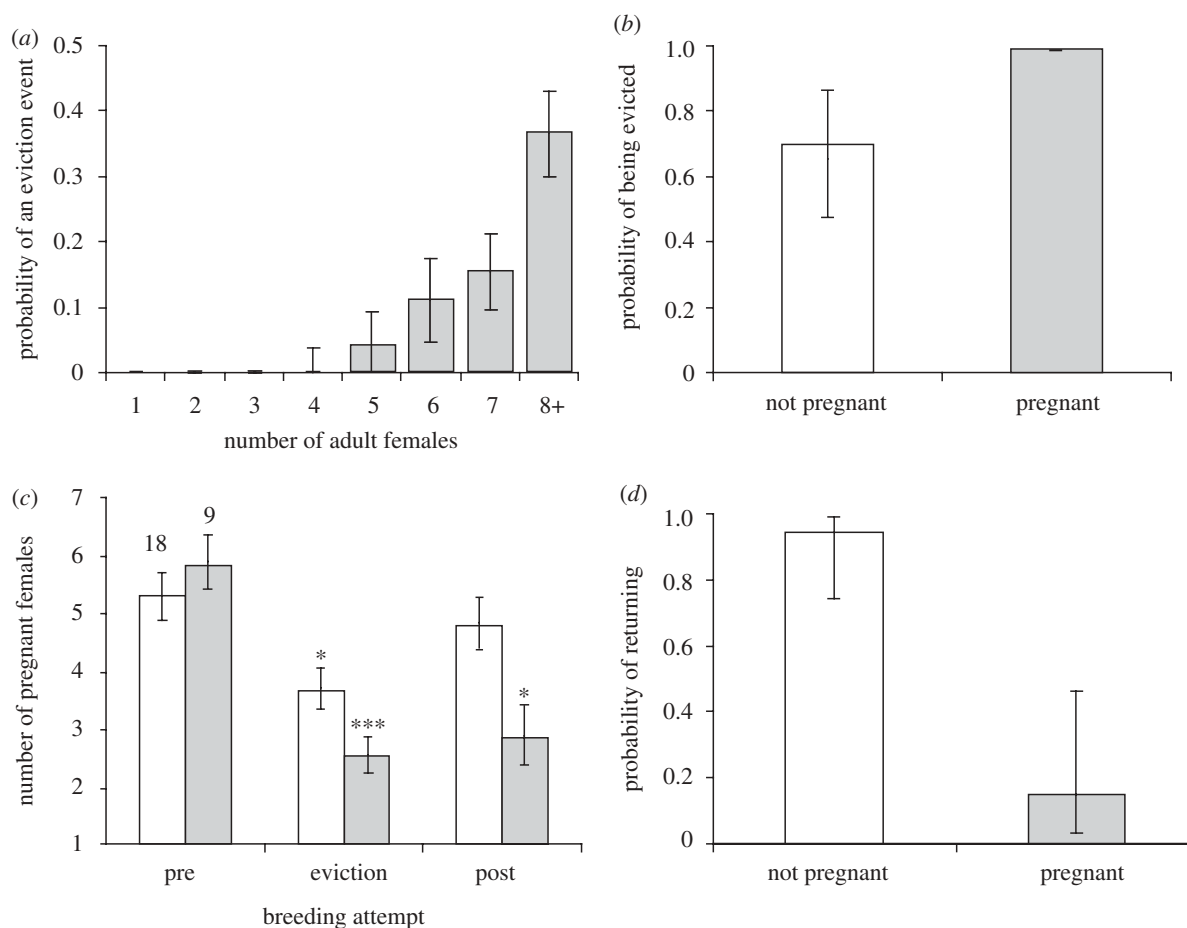 (a)
0.5
0.4
0.3
0.2
0.1
0
probability of an eviction event
1 2 3 4 5 6 7 8+
number of adult females
(b)
1.0
0.8
0.6
0.4
0.2
0
probability of being evicted
not pregnant pregnant
(c)
7
6
5
4
3
2
1
number of pregnant females
18 9
* *** *
pre eviction post
breeding attempt
(d)
1.0
0.8
0.6
0.4
0.2
0
probability of returning
not pregnant pregnant